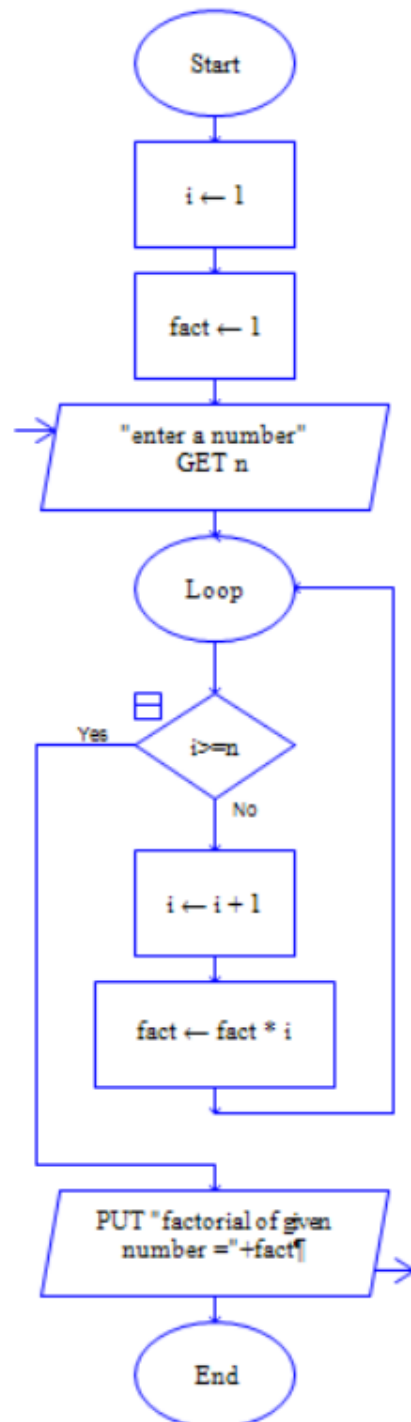 Start
i ← 1
fact ← 1
"enter a number"
GET n
Loop
Yes
i>=n
No
i ← i + 1
fact ← fact * i
PUT "factorial of given
number ="+fact¶
End